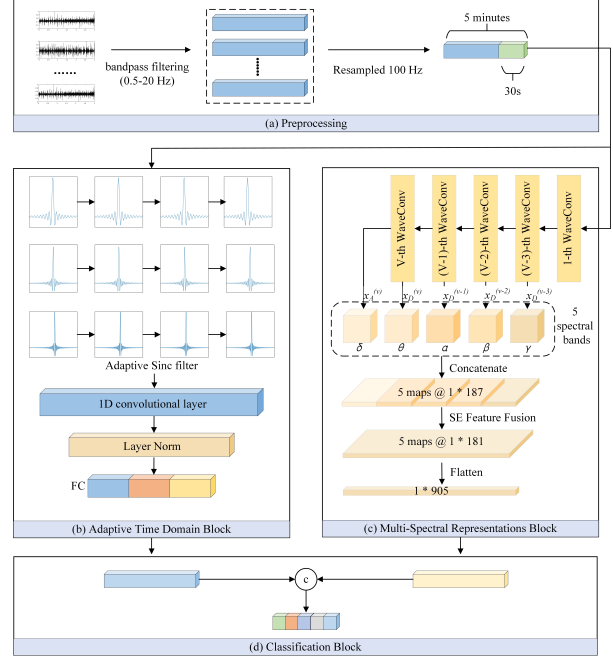 5 minutes
bandpass filtering
(0.5-20 Hz)
Resampled 100 Hz
30s
(a) Preprocessing
Adaptive Sinc filter
1D convolutional layer
Layer Norm
FC
(b) Adaptive Time Domain Block
V-th WaveConv
(V-1)-th WaveConv
(V-2)-th WaveConv
(V-3)-th WaveConv
1-th WaveConv
x_A^(v) x_D^(v) x_D^(v-1) x_D^(v-2) x_D^(v-3)
δ θ α β γ
5
spectral
bands
Concatenate
5 maps @ 1 * 187
SE Feature Fusion
5 maps @ 1 * 181
Flatten
1 * 905
(c) Multi-Spectral Representations Block
c
(d) Classification Block